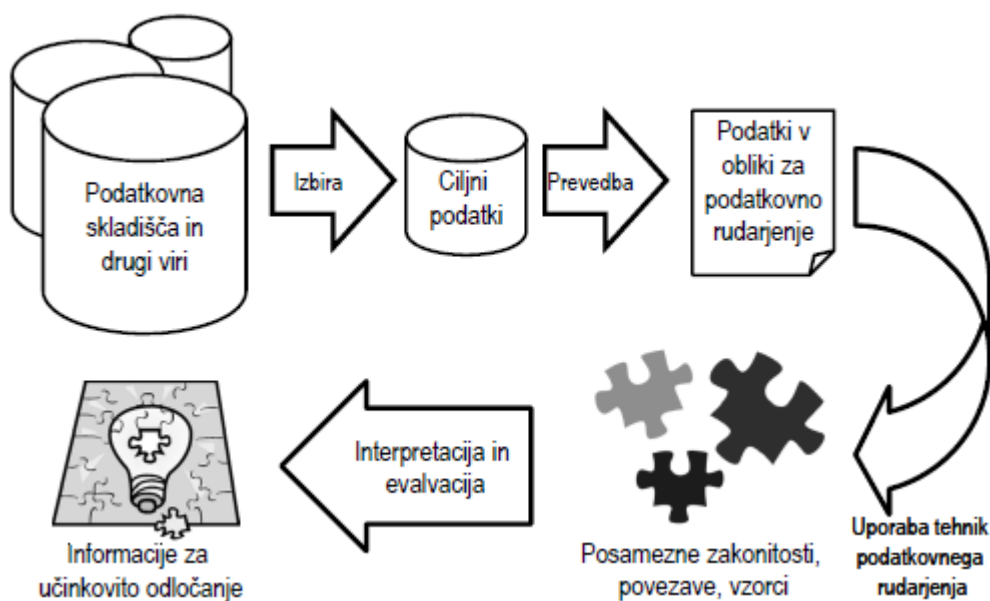 Podatkovna
skladišča in
drugi viri
Izbira
Ciljni
podatki
Prevedba
Podatki v
obliki za
podatkovno
rudarjenje
Uporaba tehnik
podatkovnega
rudarjenja
Posamezne zakonitosti,
povezave, vzorci
Interpretacija in
evalvacija
Informacije za
učinkovito odločanje